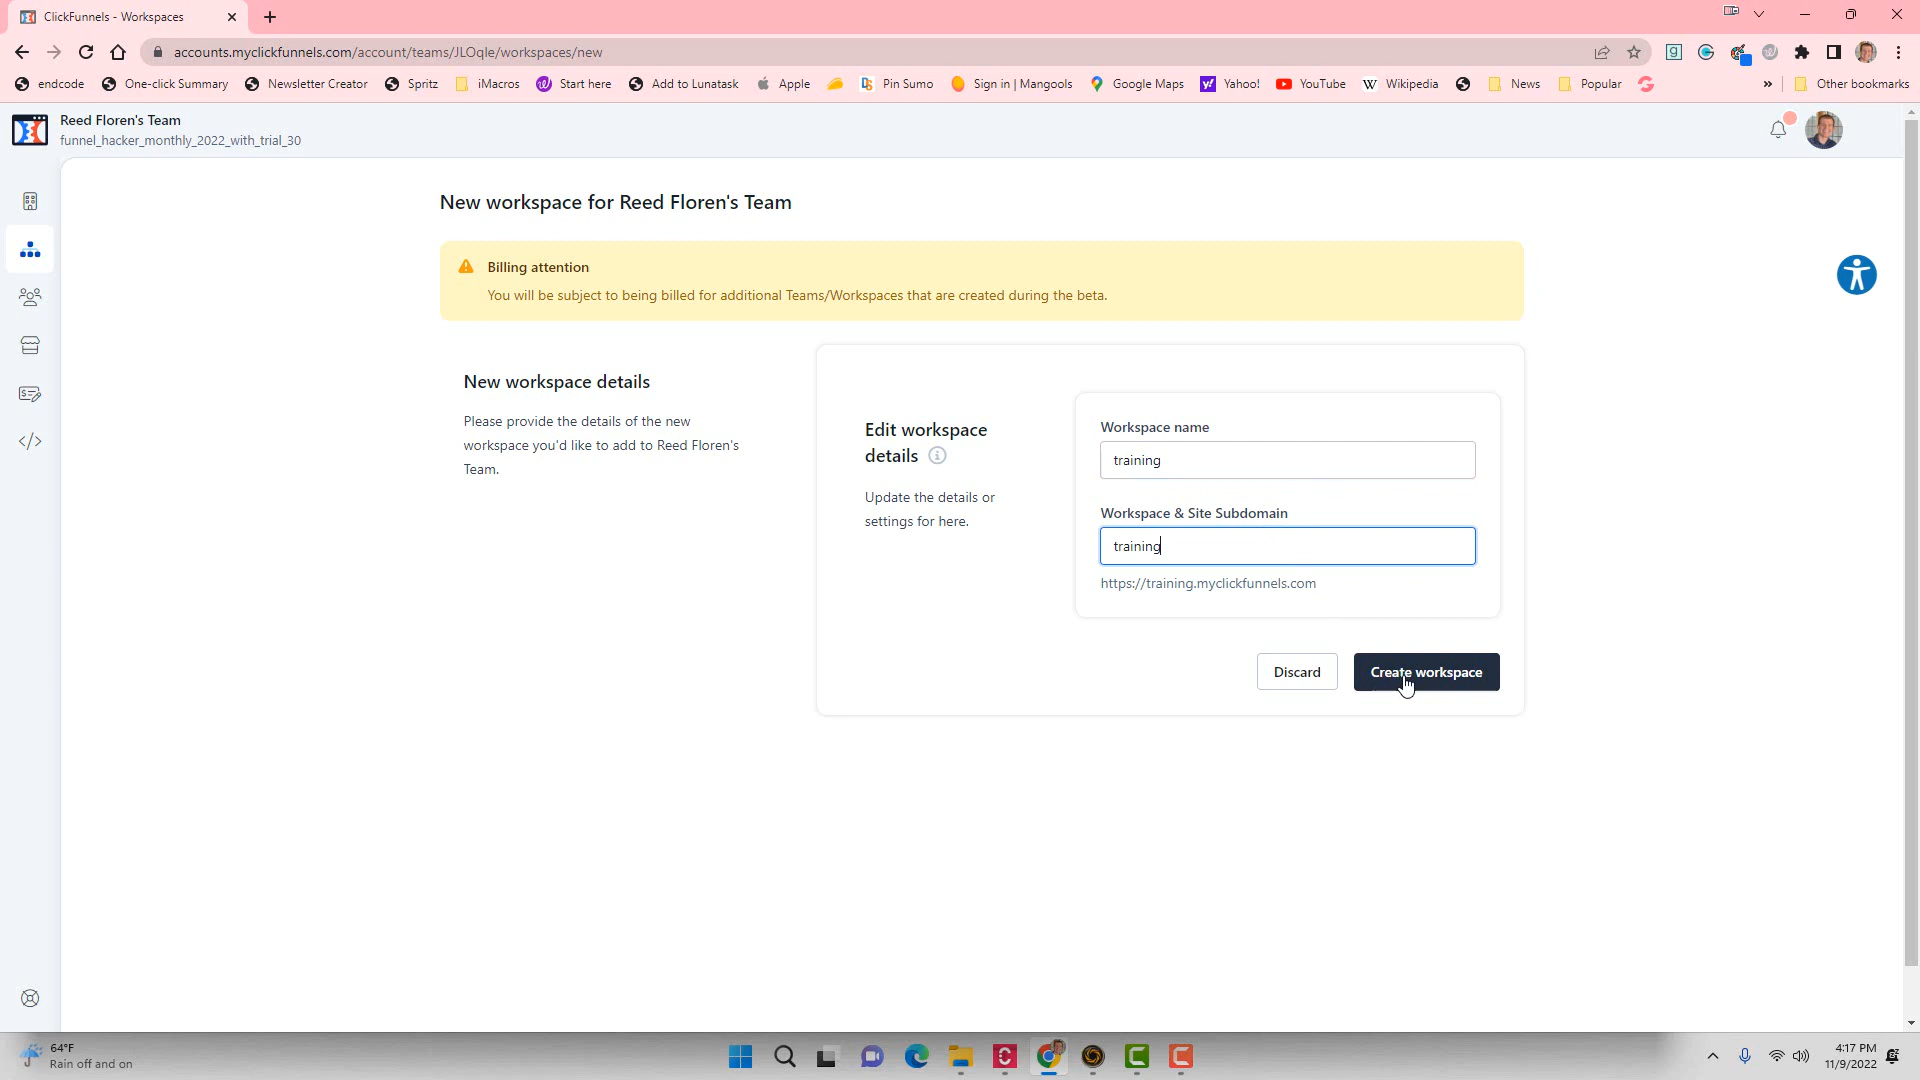 ClickFunnels - Workspaces
accounts.myclickfunnels.com/account/teams/JLOqle/workspaces/new
endcode One-click Summary Newsletter Creator Spritz iMacros Start here Add to Lunatask Apple Pin Sumo Sign in | Mangools Google Maps Yahoo! YouTube Wikipedia News Popular » Other bookmarks
Reed Floren's Team
funnel_hacker_monthly_2022_with_trial_30
New workspace for Reed Floren's Team
Billing attention
You will be subject to being billed for additional Teams/Workspaces that are created during the beta.
New workspace details
Please provide the details of the new
workspace you'd like to add to Reed Floren's
Team.
Edit workspace
details
Update the details or
settings for here.
Workspace name
training
Workspace & Site Subdomain
training
https://training.myclickfunnels.com
Discard
Create workspace
64°F
Rain off and on
4:17 PM
11/9/2022